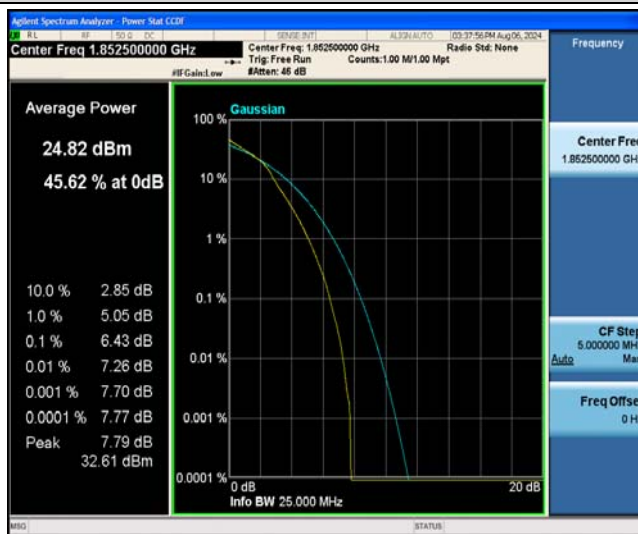 Agilent Spectrum Analyzer - Power Stat CCDF
RL RF 50 Ω DC SENSE:INT ALIGN AUTO 03:37:56 PM Aug 06, 2024
Center Freq 1.852500000 GHz
Center Freq: 1.852500000 GHz Radio Std: None
Trig: Free Run Counts:1.00 M/1.00 Mpt
#IFGain:Low #Atten: 46 dB
Frequency
Average Power
24.82 dBm
45.62 % at 0dB
10.0 % 2.85 dB
1.0 % 5.05 dB
0.1 % 6.43 dB
0.01 % 7.26 dB
0.001 % 7.70 dB
0.0001 % 7.77 dB
Peak 7.79 dB
32.61 dBm
Gaussian
100 %
10 %
1 %
0.1 %
0.01 %
0.001 %
0.0001 %
0 dB 20 dB
Info BW 25.000 MHz
Center Fre
1.852500000 GH
CF Step
5.000000 MH
Auto Ma
Freq Offse
0 H
MSG STATUS